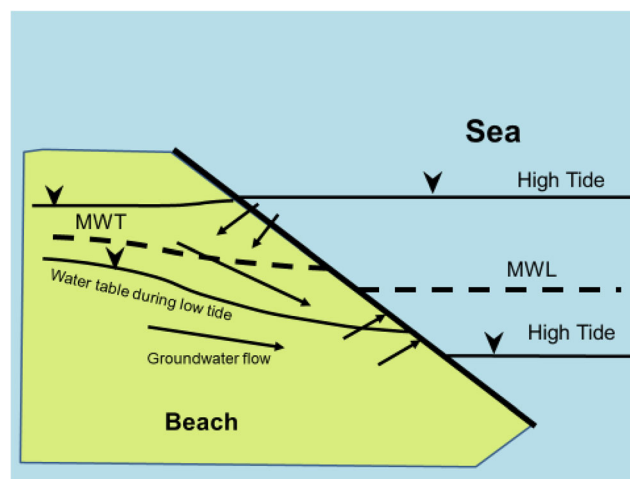 Sea
High Tide
MWT
MWL
Water table during low tide
High Tide
Groundwater flow
Beach